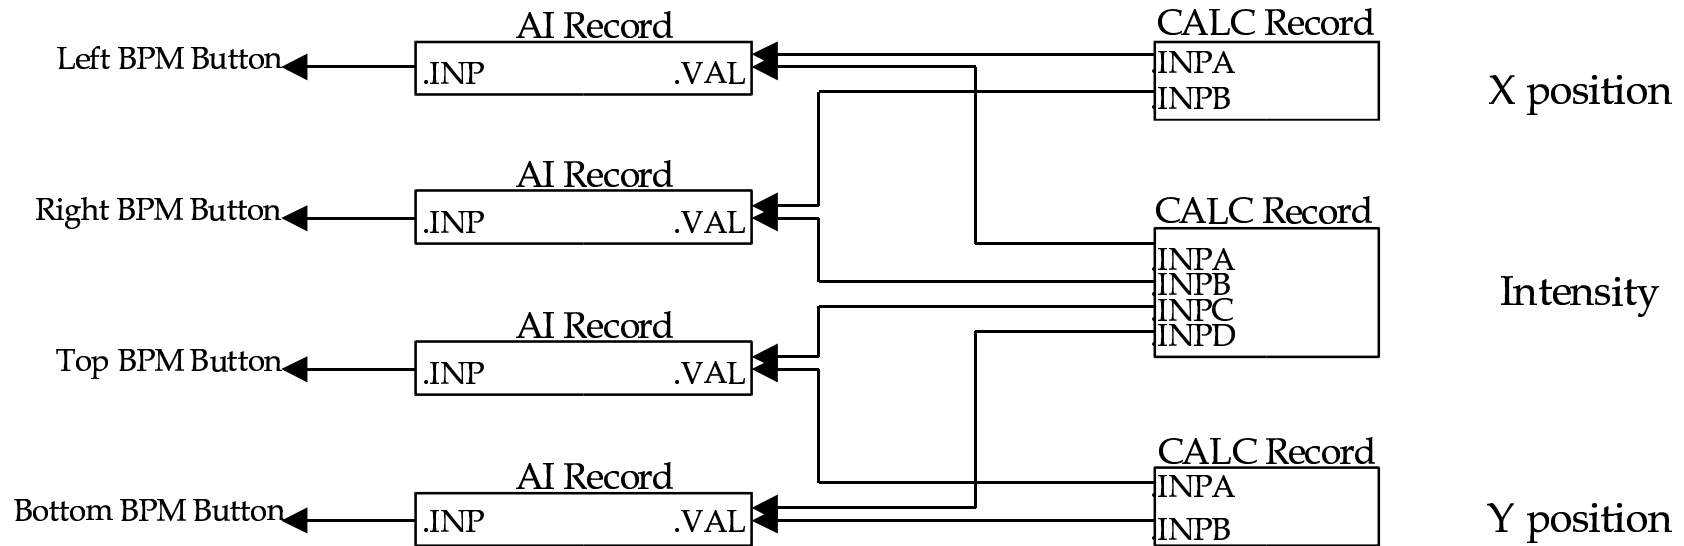 AI Record
CALC Record
Left BPM Button
.INP
.VAL
.INPA
.INPB
X position
AI Record
Right BPM Button
.INP
.VAL
CALC Record
.INPA
.INPB
.INPC
.INPD
Intensity
AI Record
Top BPM Button
.INP
.VAL
CALC Record
.INPA
.INPB
Y position
AI Record
Bottom BPM Button
.INP
.VAL